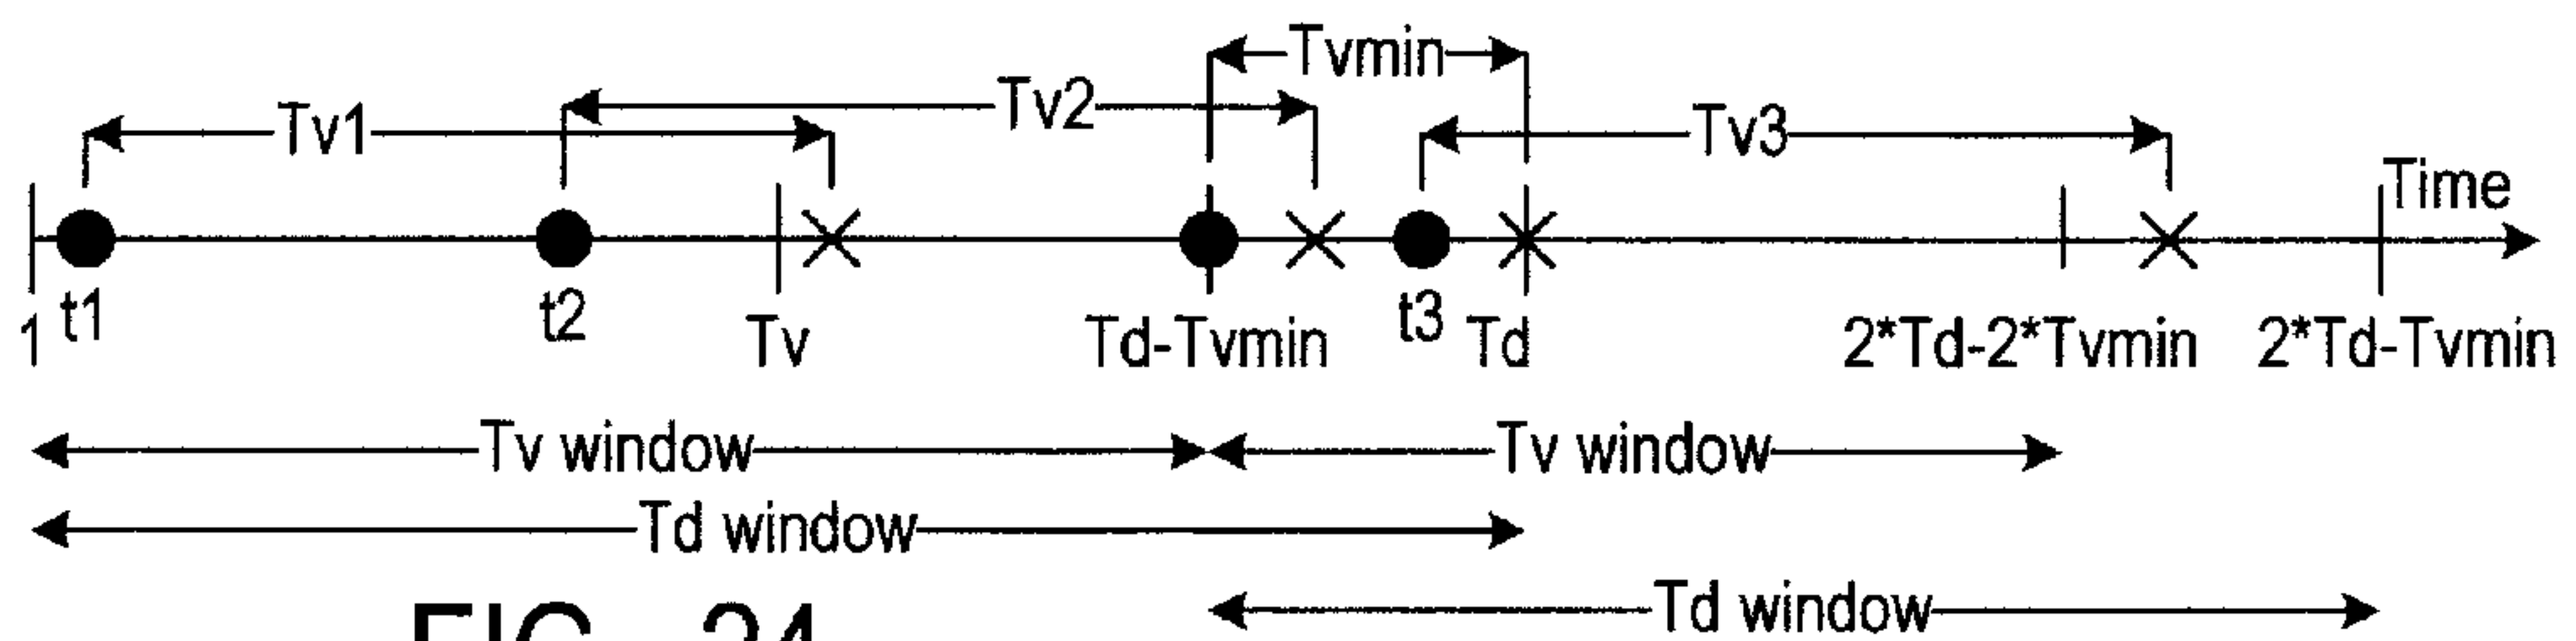 Tvmin
Tv1 Tv2 Tv3
Time
1 t1 t2 Tv Td-Tvmin t3 Td 2*Td-2*Tvmin 2*Td-Tvmin
Tv window Tv window
Td window
Td window